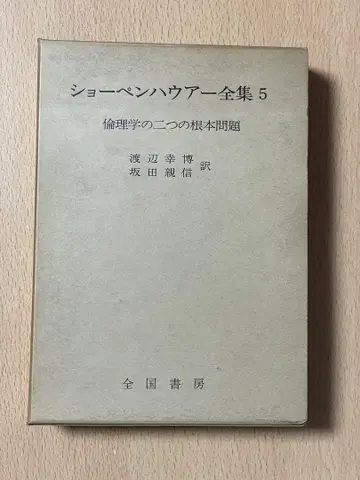 ショーペンハウアー全集 5
倫理学の二つの根本問題
渡辺幸博
坂田親信 訳
全国書房